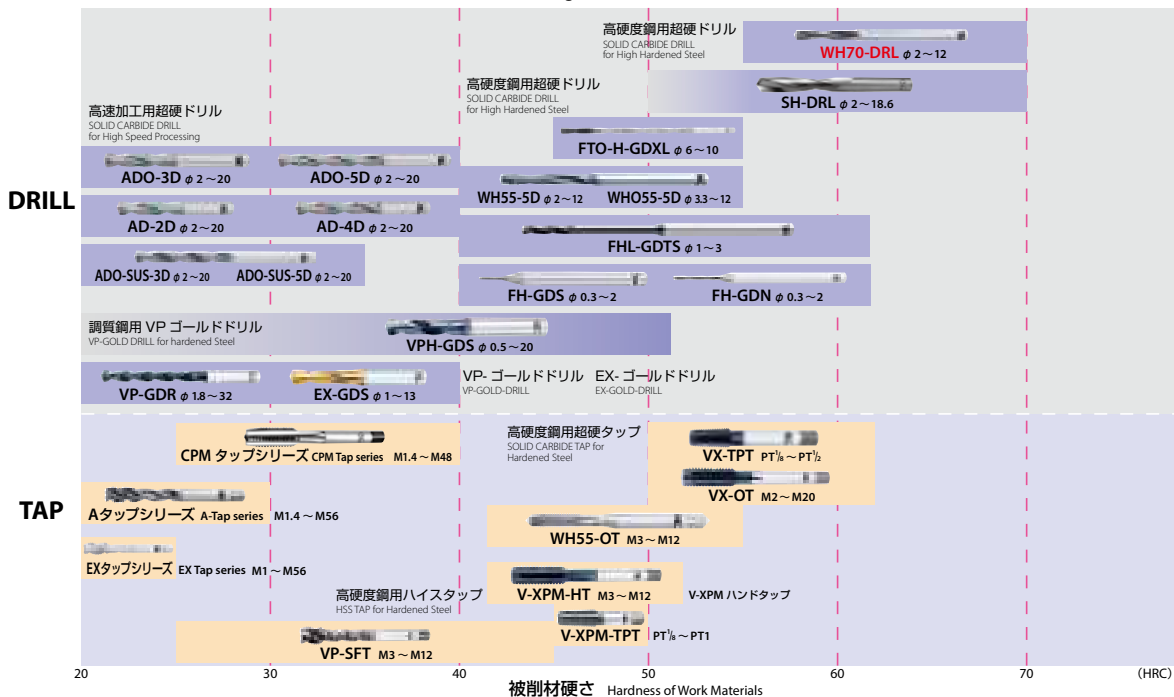 高硬度鋼用超硬ドリル
SOLID CARBIDE DRILL
for High Hardened Steel
WH70-DRL φ 2～12
高硬度鋼用超硬ドリル
SOLID CARBIDE DRILL
for High Hardened Steel
SH-DRL φ 2～18.6
高速加工用超硬ドリル
SOLID CARBIDE DRILL
for High Speed Processing
FTO-H-GDXL φ 6～10
DRILL
ADO-3D φ 2～20
ADO-5D φ 2～20
WH55-5D φ 2～12
WHO55-5D φ 3.3～12
AD-2D φ 2～20
AD-4D φ 2～20
FHL-GDTS φ 1～3
ADO-SUS-3D φ 2～20
ADO-SUS-5D φ 2～20
FH-GDS φ 0.3～2
FH-GDN φ 0.3～2
調質鋼用 VP ゴールドドリル
VP-GOLD DRILL for hardened Steel
VPH-GDS φ 0.5～20
VP-GDR φ 1.8～32
EX-GDS φ 1～13
VP- ゴールドドリル
VP-GOLD-DRILL
EX- ゴールドドリル
EX-GOLD-DRILL
TAP
CPM タップシリーズ CPM Tap series M1.4～M48
高硬度鋼用超硬タップ
SOLID CARBIDE TAP for
Hardened Steel
VX-TPT PT1/8～PT1/2
VX-OT M2～M20
Aタップシリーズ A-Tap series M1.4～M56
WH55-OT M3～M12
EXタップシリーズ EX Tap series M1～M56
高硬度鋼用ハイスタップ
HSS TAP for Hardened Steel
V-XPM-HT M3～M12
V-XPM ハンドタップ
V-XPM-TPT PT1/8～PT1
VP-SFT M3～M12
20 30 40 50 60 70 (HRC)
被削材硬さ Hardness of Work Materials